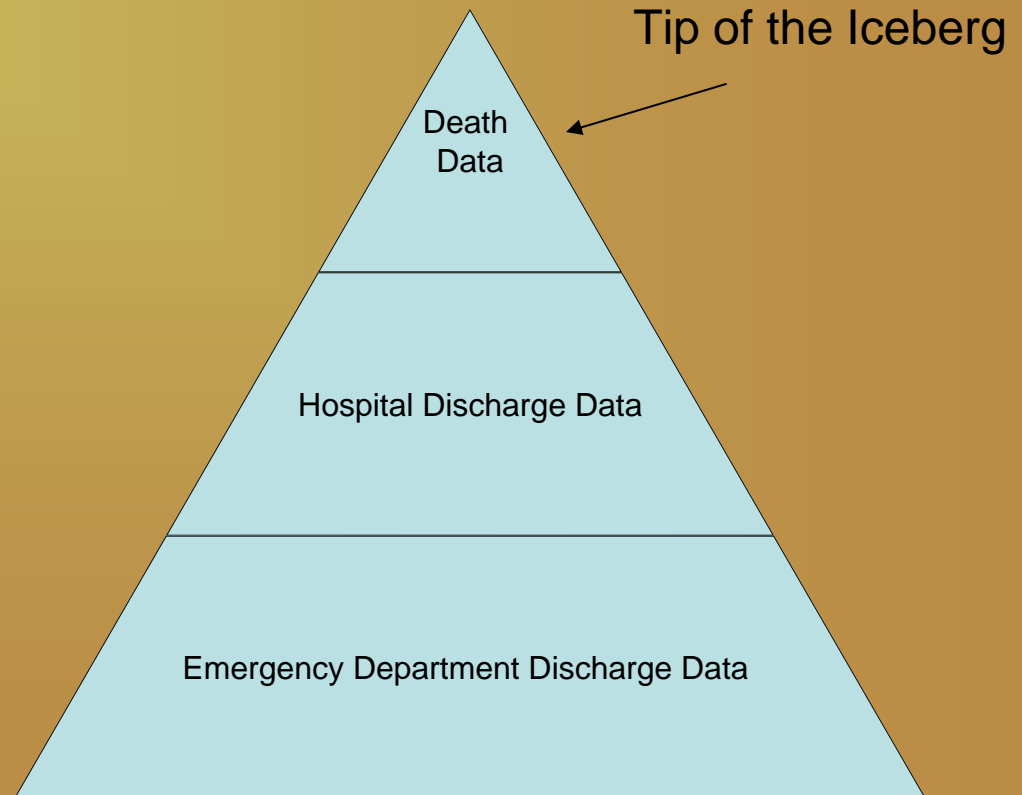 Tip of the Iceberg
Death
Data
Hospital Discharge Data
Emergency Department Discharge Data